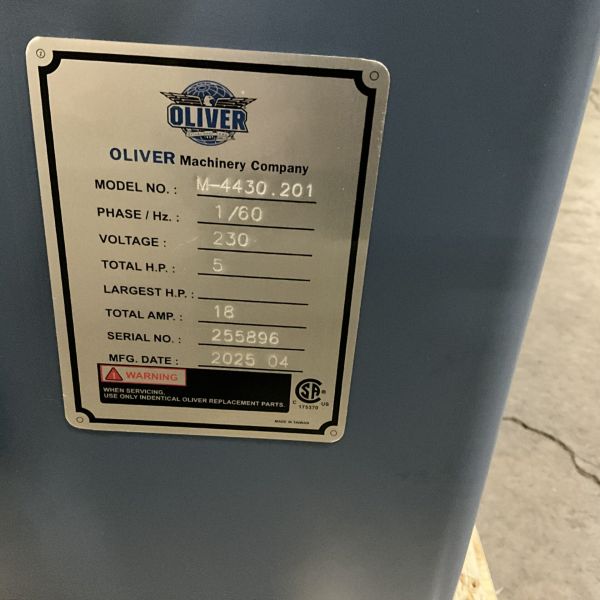 OLIVER
OLIVER Machinery Company
MODEL NO. : M-4430.201
PHASE / Hz. : 1/60
VOLTAGE : 230
TOTAL H.P. : 5
LARGEST H.P. :
TOTAL AMP. : 18
SERIAL NO. : 255896
MFG. DATE : 2025 04
WARNING
WHEN SERVICING,
USE ONLY INDENTICAL OLIVER REPLACEMENT PARTS.
C US
175370
MADE IN TAIWAN